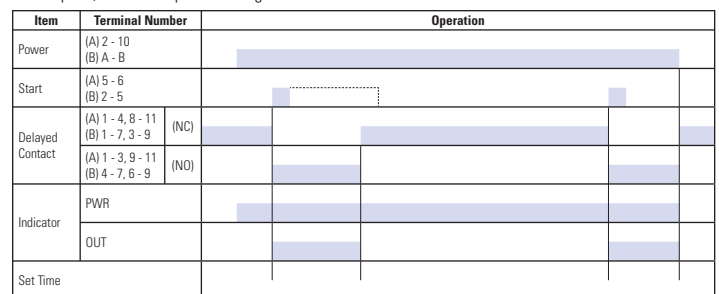 Item Terminal Number Operation
Power (A) 2 - 10
(B) A - B
Start (A) 5 - 6
(B) 2 - 5
Delayed Contact
(A) 1 - 4, 8 - 11
(B) 1 - 7, 3 - 9
(NC)
(A) 1 - 3, 9 - 11
(B) 4 - 7, 6 - 9
(NO)
Indicator
PWR
OUT
Set Time